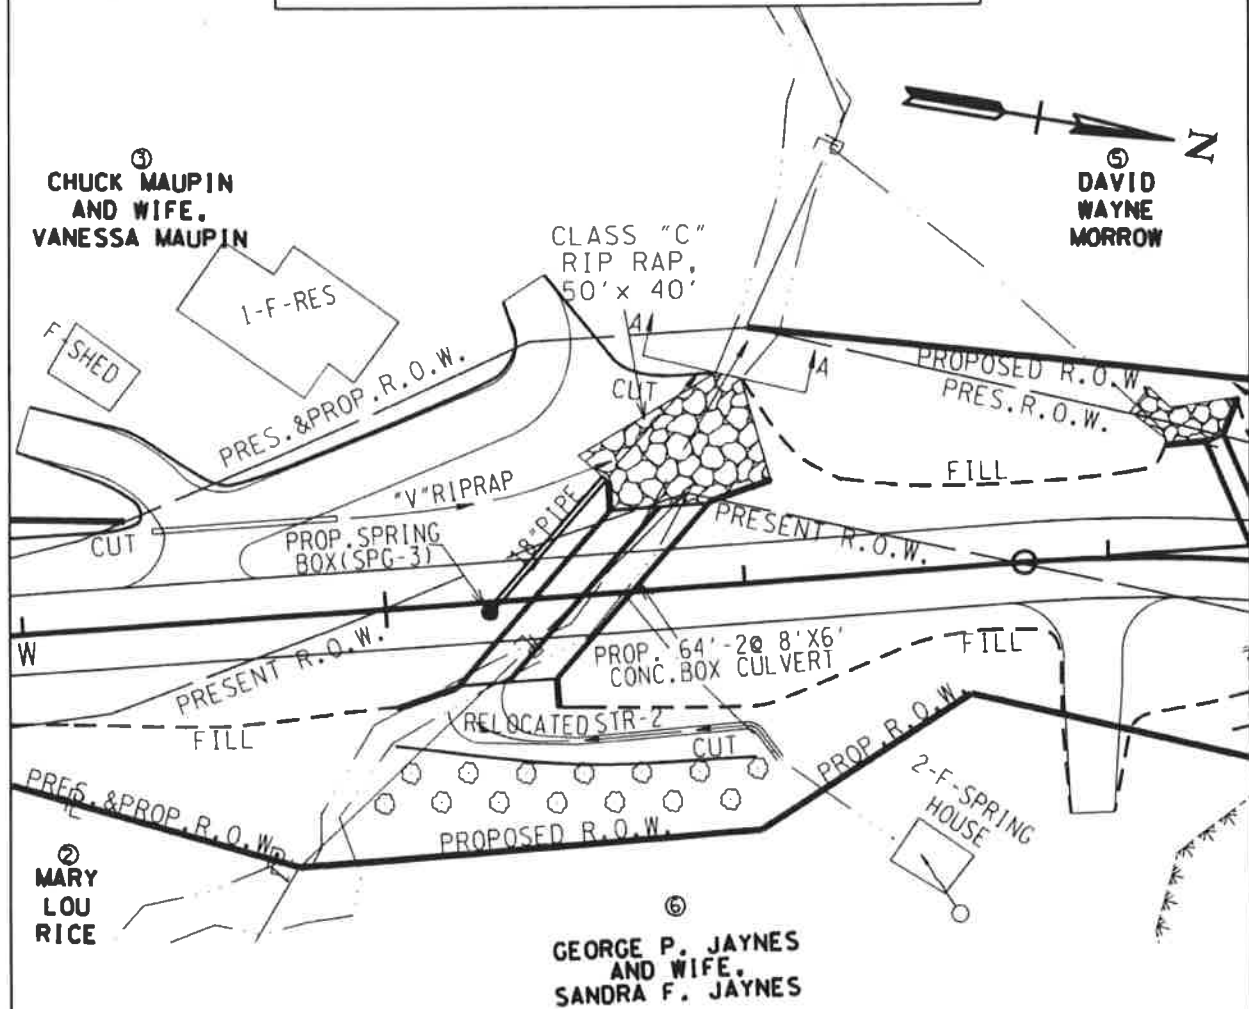 N
③
CHUCK MAUPIN
AND WIFE,
VANESSA MAUPIN
⑤
DAVID
WAYNE
MORROW
CLASS "C"
RIP RAP,
50'x 40'
1-F-RES
F-SHED
A
A
CUT
PROPOSED R.O.W
PRES.R.O.W.
PRES.&PROP.R.O.W.
FILL
"V"RIPRAP
18"PIPE
CUT
PROP.SPRING
BOX(SPG-3)
PRESENT R.O.W.
W
PRESENT R.O.W.
PROP. 64'-2@ 8'X6'
CONC.BOX CULVERT
FILL
FILL
RELOCATED STR-2
CUT
PROP.R.O.W.
2-F-SPRING
HOUSE
PRES.&PROP.R.O.W.
PROPOSED R.O.W.
②
MARY
LOU
RICE
⑥
GEORGE P. JAYNES
AND WIFE,
SANDRA F. JAYNES